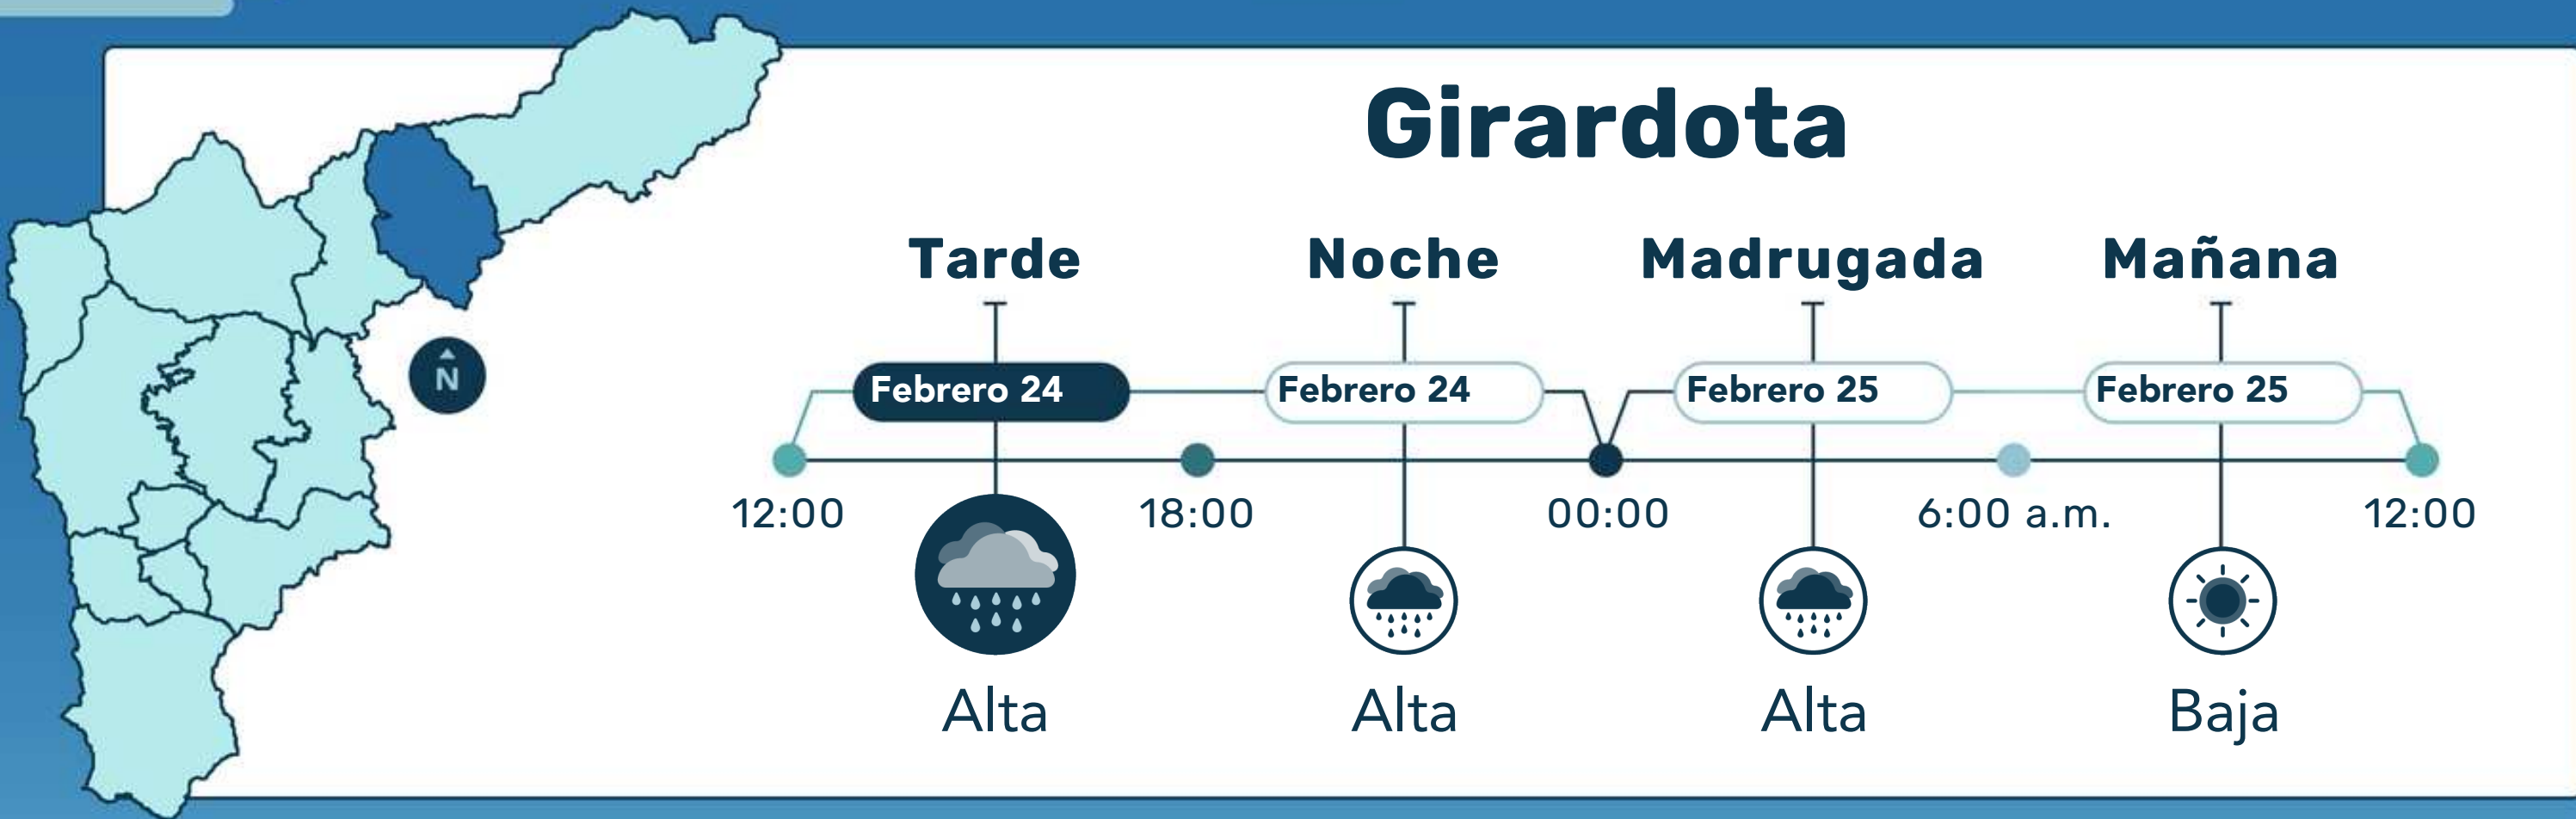 Girardota
Tarde Noche Madrugada Mañana
Febrero 24 Febrero 24 Febrero 25 Febrero 25
N
12:00 18:00 00:00 6:00 a.m. 12:00
Alta Alta Alta Baja